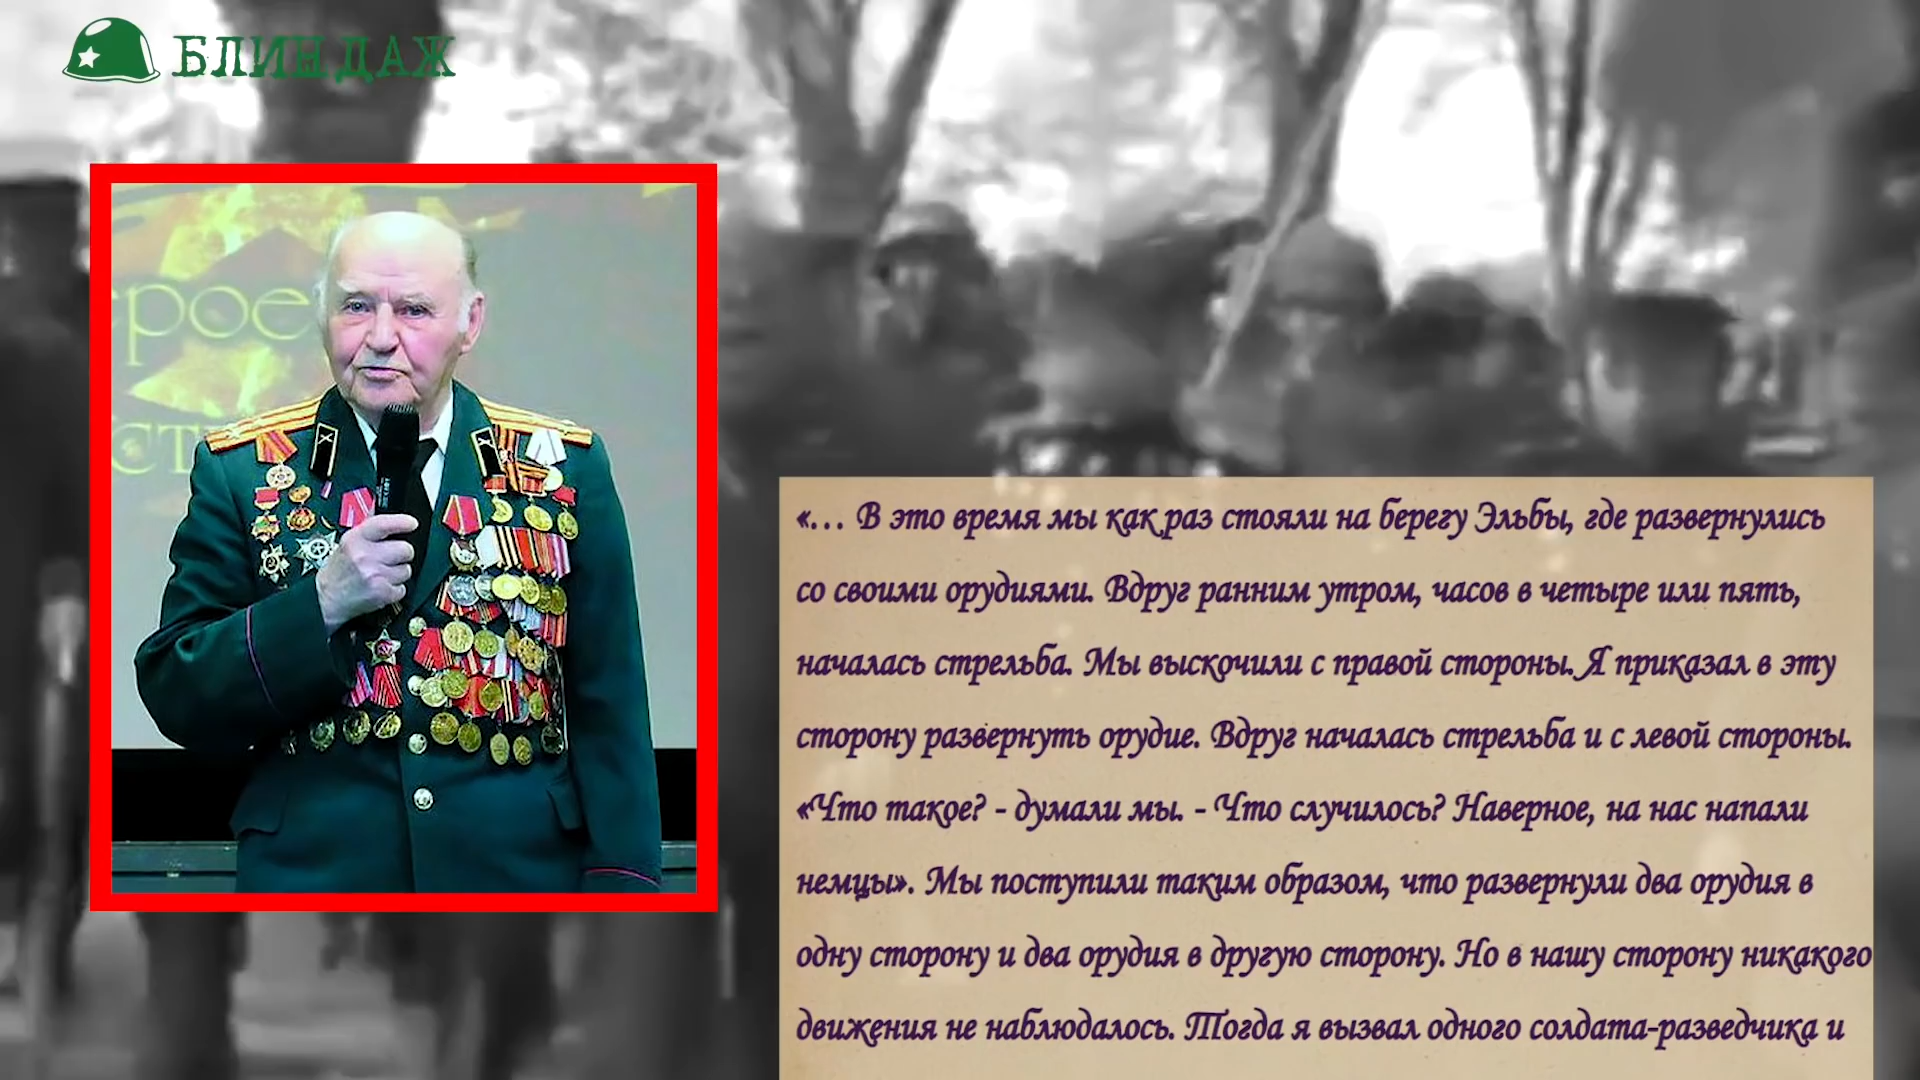 БЛИНДАЖ
рое
ст
«… В это время мы как раз стояли на берегу Эльбы, где развернулись
со своими орудиями. Вдруг ранним утром, часов в четыре или пять,
началась стрельба. Мы выскочили с правой стороны. Я приказал в эту
сторону развернуть орудие. Вдруг началась стрельба и с левой стороны.
«Что такое? - думали мы. - Что случилось? Наверное, на нас напали
немцы». Мы поступили таким образом, что развернули два орудия в
одну сторону и два орудия в другую сторону. Но в нашу сторону никакого
движения не наблюдалось. Тогда я вызвал одного солдата-разведчика и